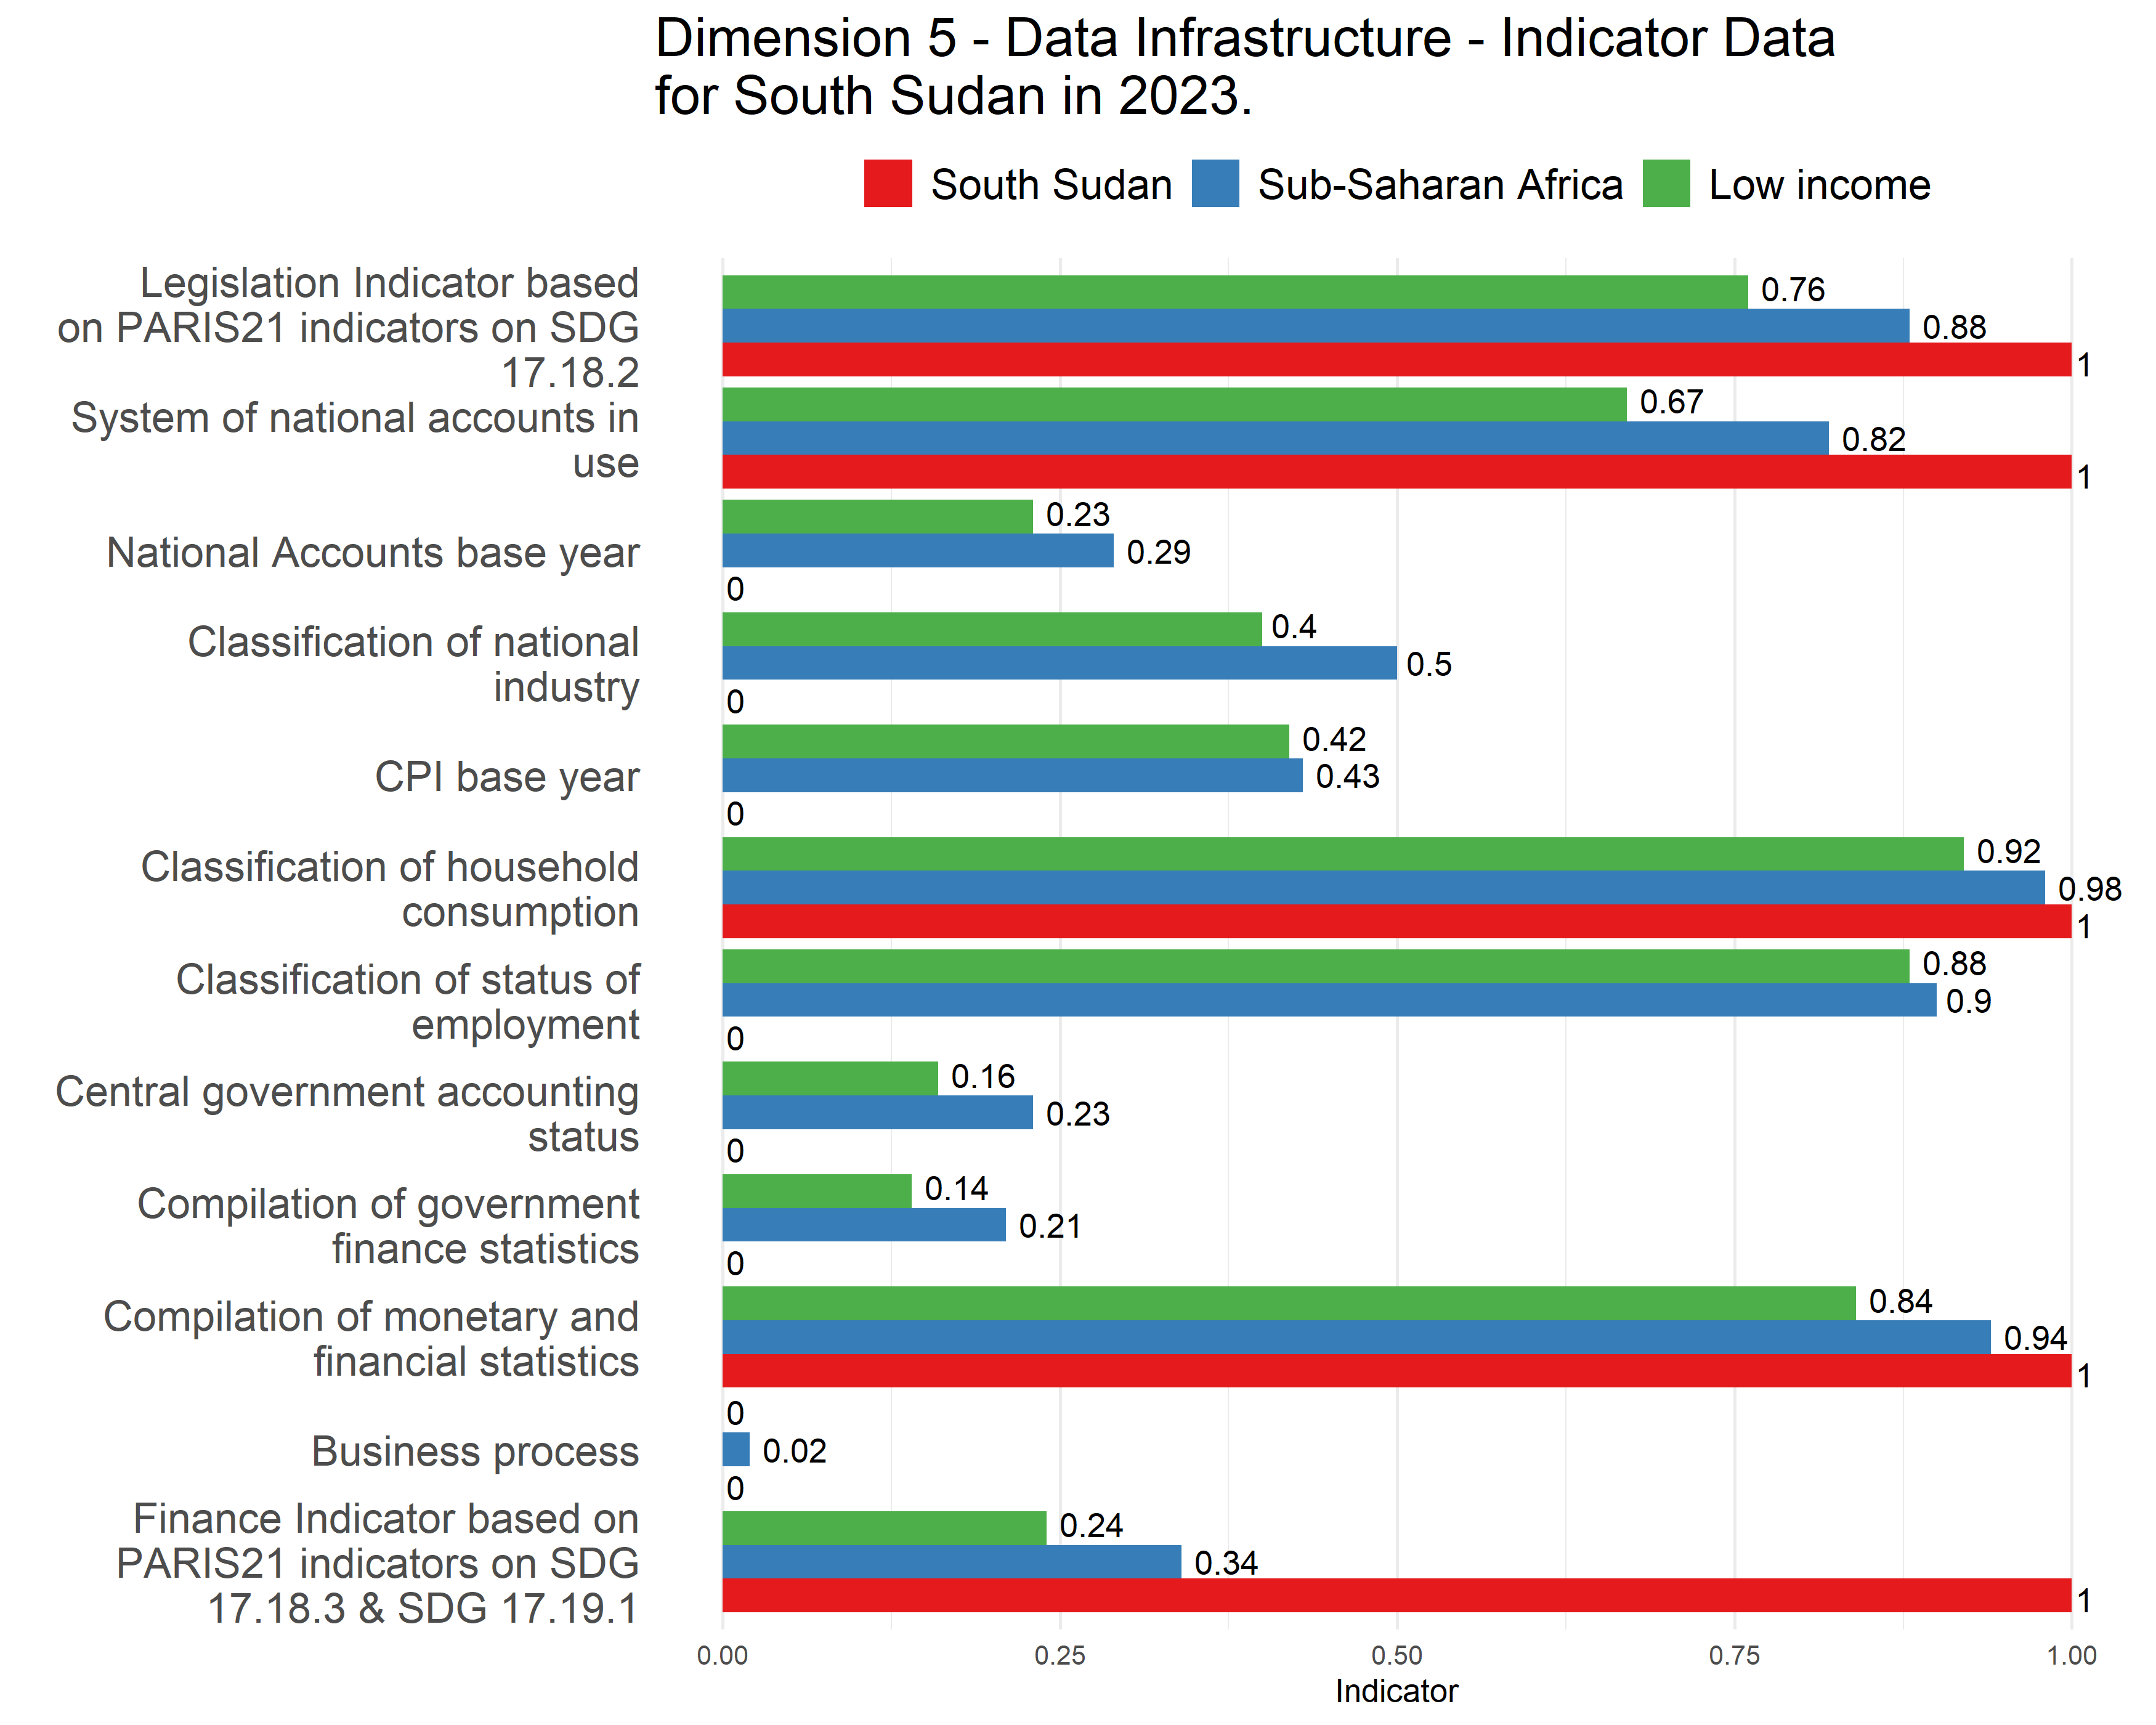 Dimension 5 - Data Infrastructure - Indicator Data
for South Sudan in 2023.
South Sudan
Sub-Saharan Africa
Low income
Legislation Indicator based
on PARIS21 indicators on SDG
17.18.2
0.76
0.88
1
System of national accounts in
use
0.67
0.82
1
National Accounts base year
0.23
0.29
0
Classification of national
industry
0.4
0.5
0
CPI base year
0.42
0.43
0
Classification of household
consumption
0.92
0.98
1
Classification of status of
employment
0.88
0.9
0
Central government accounting
status
0.16
0.23
0
Compilation of government
finance statistics
0.14
0.21
0
Compilation of monetary and
financial statistics
0.84
0.94
1
Business process
0
0.02
0
Finance Indicator based on
PARIS21 indicators on SDG
17.18.3 & SDG 17.19.1
0.24
0.34
1
0.00
0.25
0.50
0.75
1.00
Indicator